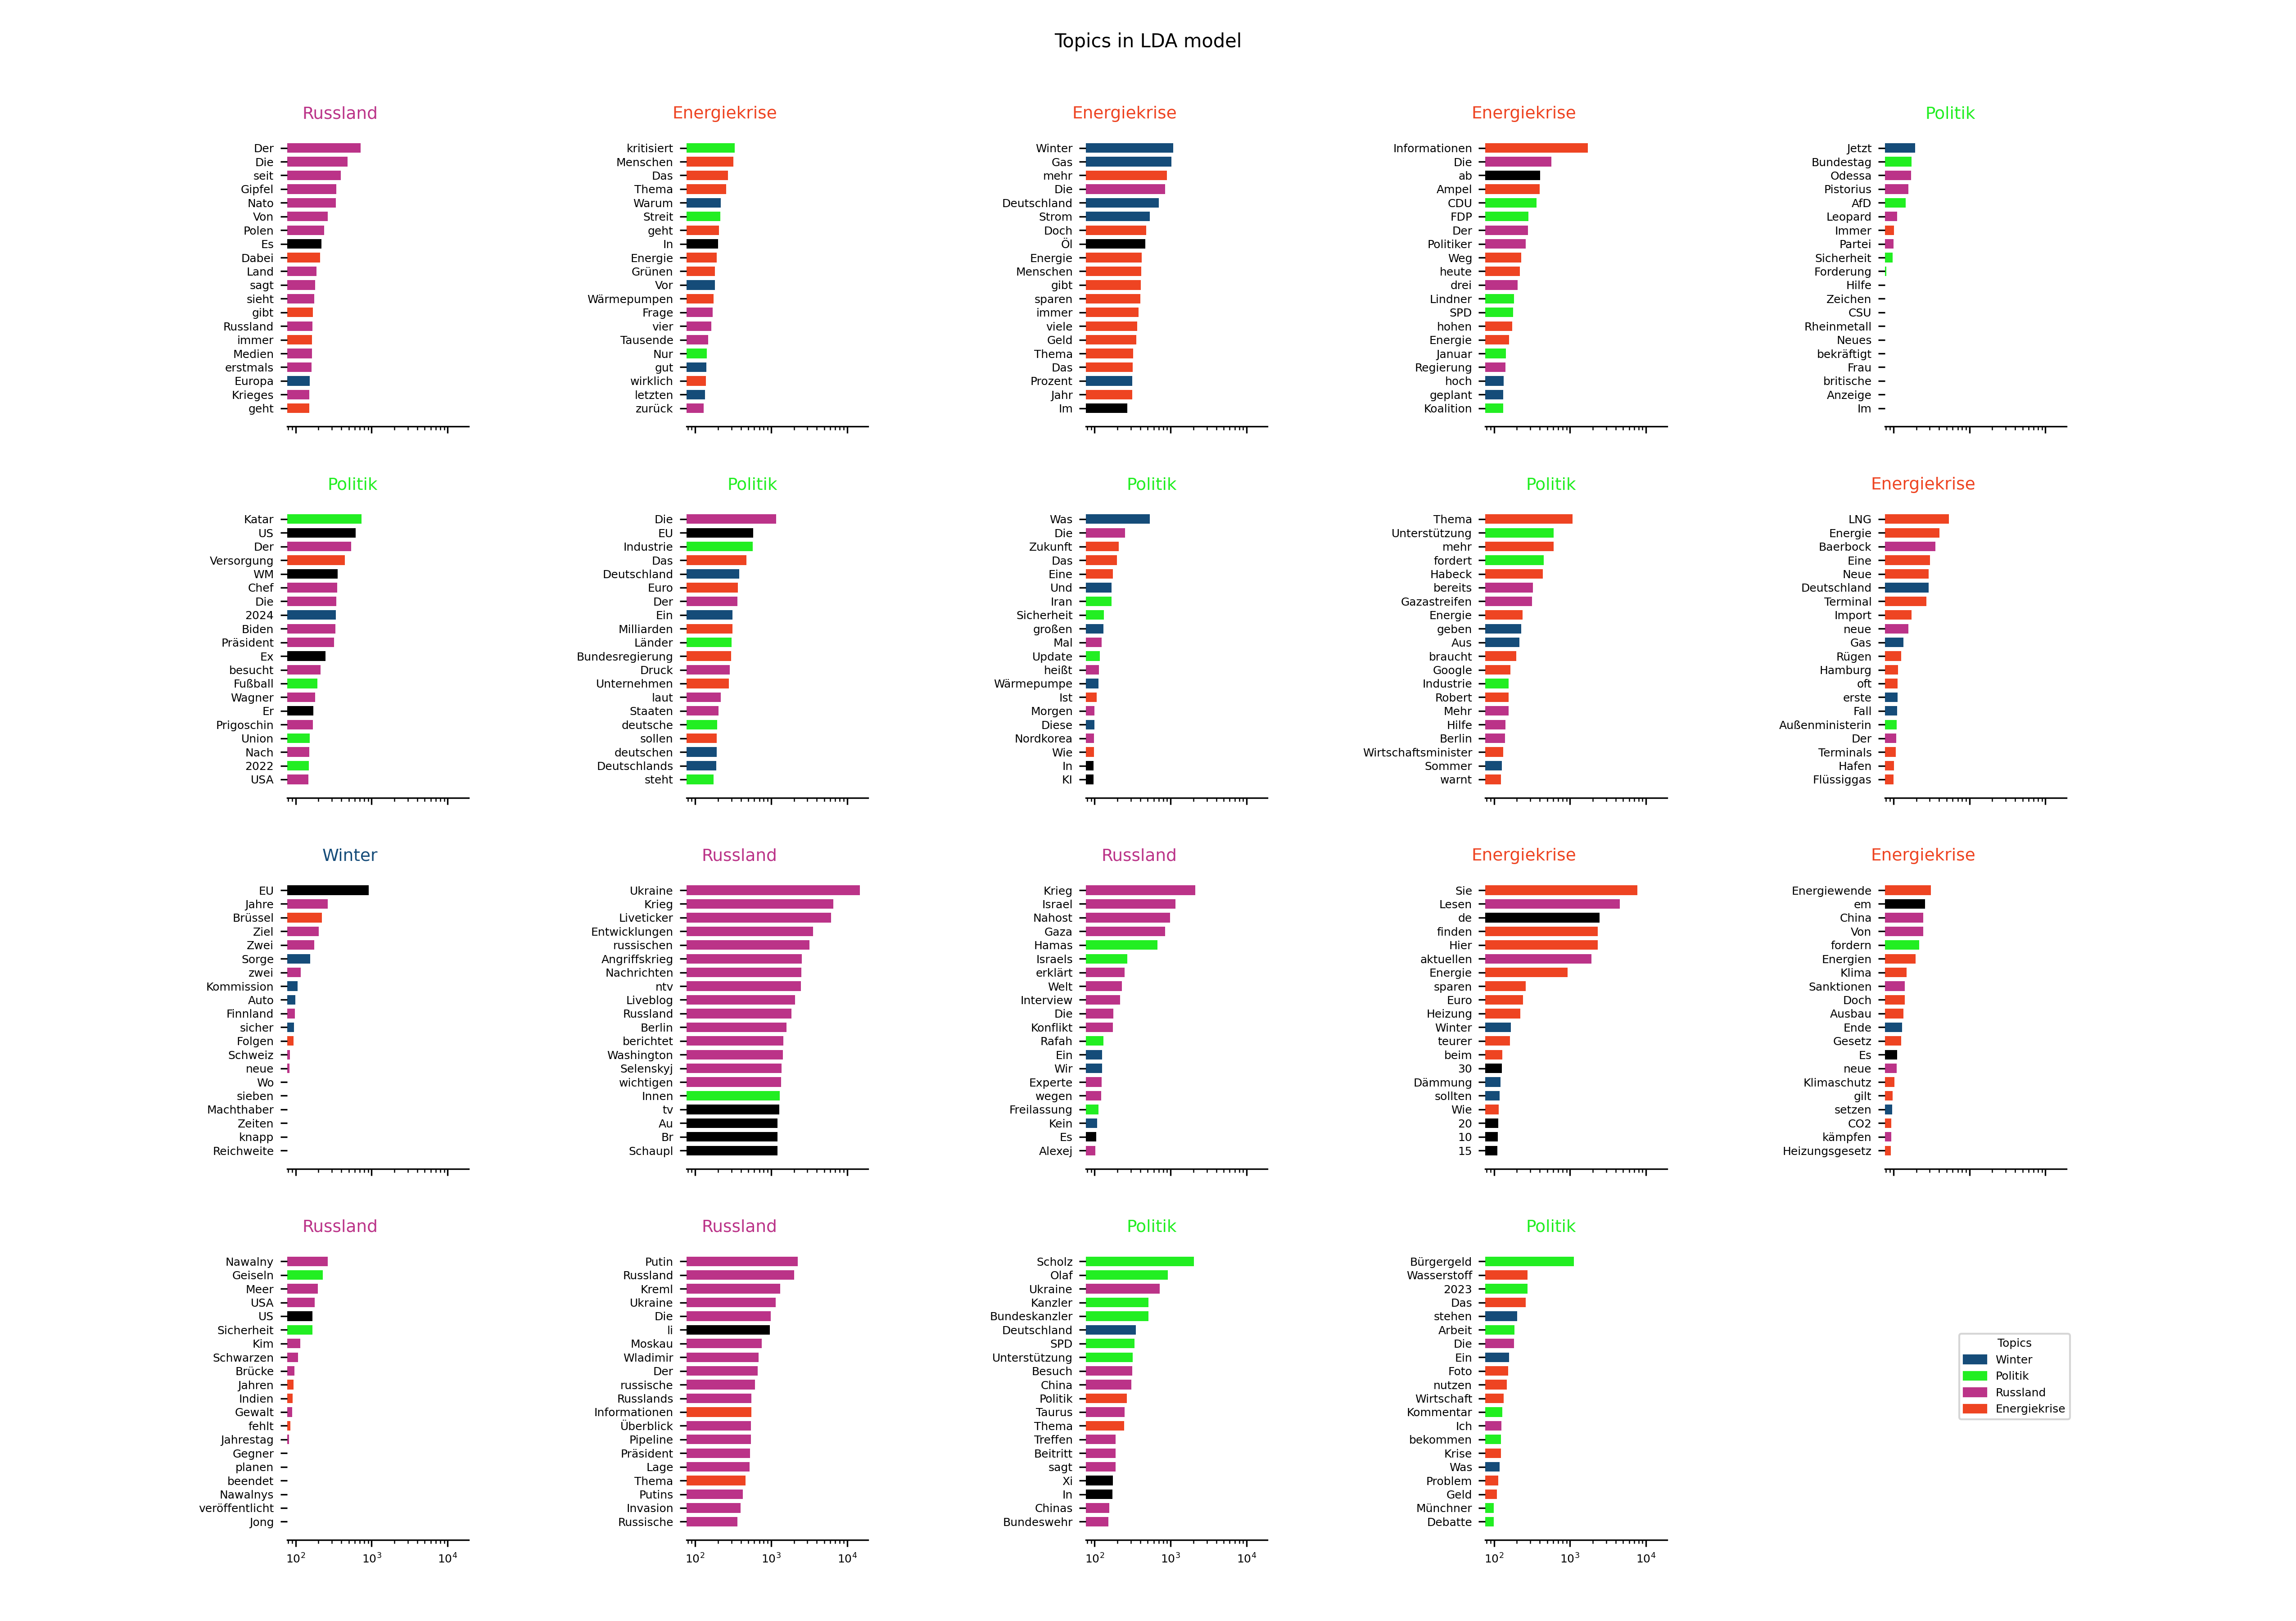 Topics in LDA model
Russland
Der
Die
seit
Gipfel
Nato
Von
Polen
Es
Dabei
Land
sagt
sieht
gibt
Russland
immer
Medien
erstmals
Europa
Krieges
geht
Energiekrise
kritisiert
Menschen
Das
Thema
Warum
Streit
geht
In
Energie
Grünen
Vor
Wärmepumpen
Frage
vier
Tausende
Nur
gut
wirklich
letzten
zurück
Energiekrise
Winter
Gas
mehr
Die
Deutschland
Strom
Doch
Öl
Energie
Menschen
gibt
sparen
immer
viele
Geld
Thema
Das
Prozent
Jahr
Im
Energiekrise
Informationen
Die
ab
Ampel
CDU
FDP
Der
Politiker
Weg
heute
drei
Lindner
SPD
hohen
Energie
Januar
Regierung
hoch
geplant
Koalition
Politik
Jetzt
Bundestag
Odessa
Pistorius
AfD
Leopard
Immer
Partei
Sicherheit
Forderung
Hilfe
Zeichen
CSU
Rheinmetall
Neues
bekräftigt
Frau
britische
Anzeige
Im
Politik
Katar
US
Der
Versorgung
WM
Chef
Die
2024
Biden
Präsident
Ex
besucht
Fußball
Wagner
Er
Prigoschin
Union
Nach
2022
USA
Politik
Die
EU
Industrie
Das
Deutschland
Euro
Der
Ein
Milliarden
Länder
Bundesregierung
Druck
Unternehmen
laut
Staaten
deutsche
sollen
deutschen
Deutschlands
steht
Politik
Was
Die
Zukunft
Das
Eine
Und
Iran
Sicherheit
großen
Mal
Update
heißt
Wärmepumpe
Ist
Morgen
Diese
Nordkorea
Wie
In
KI
Politik
Thema
Unterstützung
mehr
fordert
Habeck
bereits
Gazastreifen
Energie
geben
Aus
braucht
Google
Industrie
Robert
Mehr
Hilfe
Berlin
Wirtschaftsminister
Sommer
warnt
Energiekrise
LNG
Energie
Baerbock
Eine
Neue
Deutschland
Terminal
Import
neue
Gas
Rügen
Hamburg
oft
erste
Fall
Außenministerin
Der
Terminals
Hafen
Flüssiggas
Winter
EU
Jahre
Brüssel
Ziel
Zwei
Sorge
zwei
Kommission
Auto
Finnland
sicher
Folgen
Schweiz
neue
Wo
sieben
Machthaber
Zeiten
knapp
Reichweite
Russland
Ukraine
Krieg
Liveticker
Entwicklungen
russischen
Angriffskrieg
Nachrichten
ntv
Liveblog
Russland
Berlin
berichtet
Washington
Selenskyj
wichtigen
Innen
tv
Au
Br
Schaupl
Russland
Krieg
Israel
Nahost
Gaza
Hamas
Israels
erklärt
Welt
Interview
Die
Konflikt
Rafah
Ein
Wir
Experte
wegen
Freilassung
Kein
Es
Alexej
Energiekrise
Sie
Lesen
de
finden
Hier
aktuellen
Energie
sparen
Euro
Heizung
Winter
teurer
beim
30
Dämmung
sollten
Wie
20
10
15
Energiekrise
Energiewende
em
China
Von
fordern
Energien
Klima
Sanktionen
Doch
Ausbau
Ende
Gesetz
Es
neue
Klimaschutz
gilt
setzen
CO2
kämpfen
Heizungsgesetz
Russland
Nawalny
Geiseln
Meer
USA
US
Sicherheit
Kim
Schwarzen
Brücke
Jahren
Indien
Gewalt
fehlt
Jahrestag
Gegner
planen
beendet
Nawalnys
veröffentlicht
Jong
10² 10³ 10⁴
Russland
Putin
Russland
Kreml
Ukraine
Die
li
Moskau
Wladimir
Der
russische
Russlands
Informationen
Überblick
Pipeline
Präsident
Lage
Thema
Putins
Invasion
Russische
10² 10³ 10⁴
Politik
Scholz
Olaf
Ukraine
Kanzler
Bundeskanzler
Deutschland
SPD
Unterstützung
Besuch
China
Politik
Taurus
Thema
Treffen
Beitritt
sagt
Xi
In
Chinas
Bundeswehr
10² 10³ 10⁴
Politik
Bürgergeld
Wasserstoff
2023
Das
stehen
Arbeit
Die
Ein
Foto
nutzen
Wirtschaft
Kommentar
Ich
bekommen
Krise
Was
Problem
Geld
Münchner
Debatte
10² 10³ 10⁴
Topics
Winter
Politik
Russland
Energiekrise